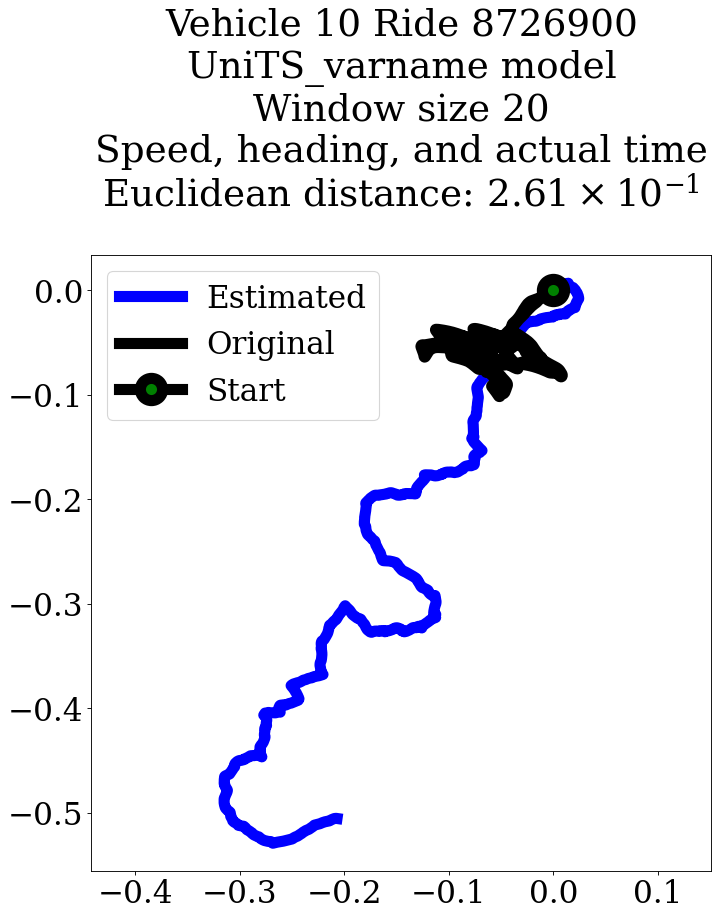 Vehicle 10 Ride 8726900
UniTS_varname model
Window size 20
Speed, heading, and actual time
Euclidean distance: 2.61 × 10⁻¹
Estimated
Original
Start
0.0
−0.1
−0.2
−0.3
−0.4
−0.5
−0.4 −0.3 −0.2 −0.1 0.0 0.1